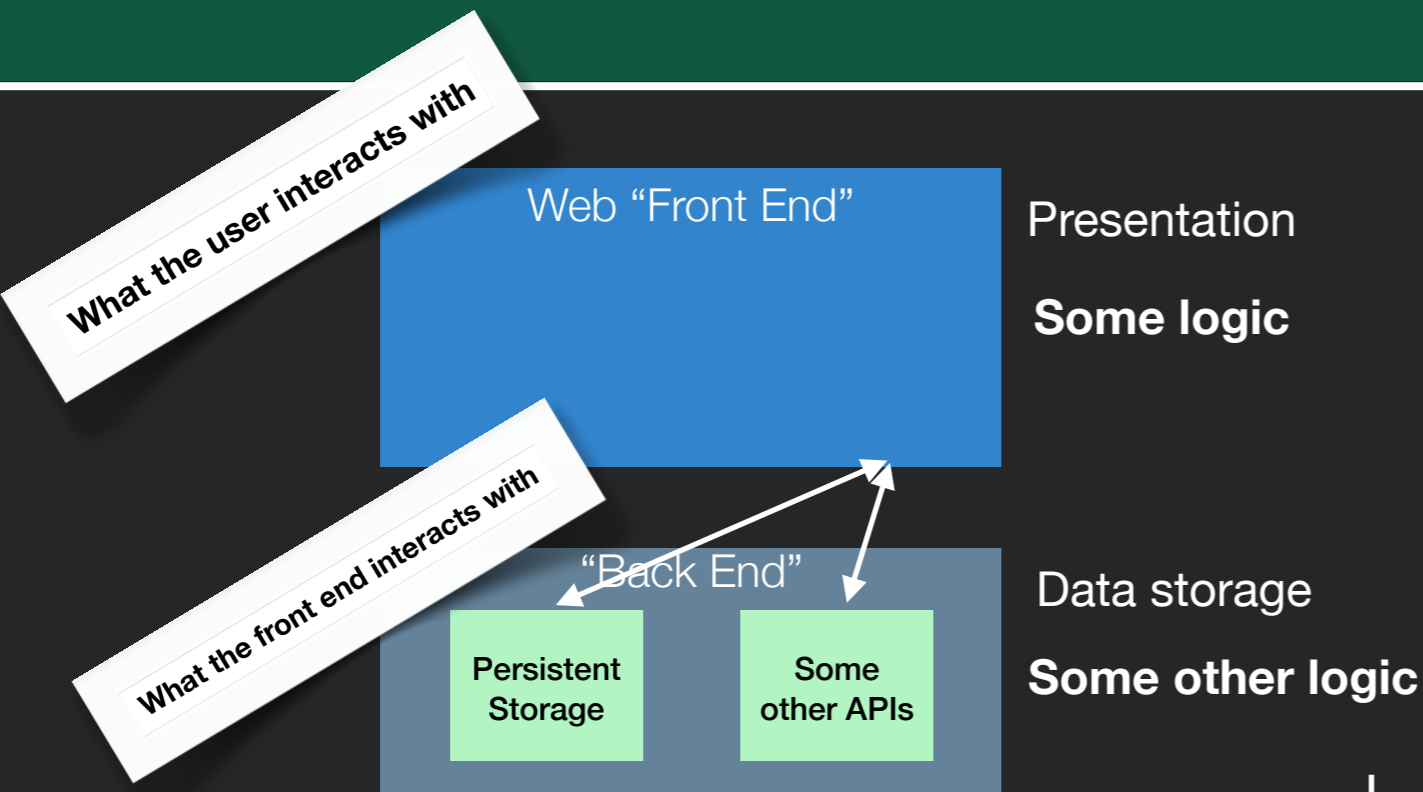 What the user interacts with
Web “Front End”
Presentation
Some logic
What the front end interacts with
“Back End”
Data storage
Persistent
Storage
Some
other APIs
Some other logic